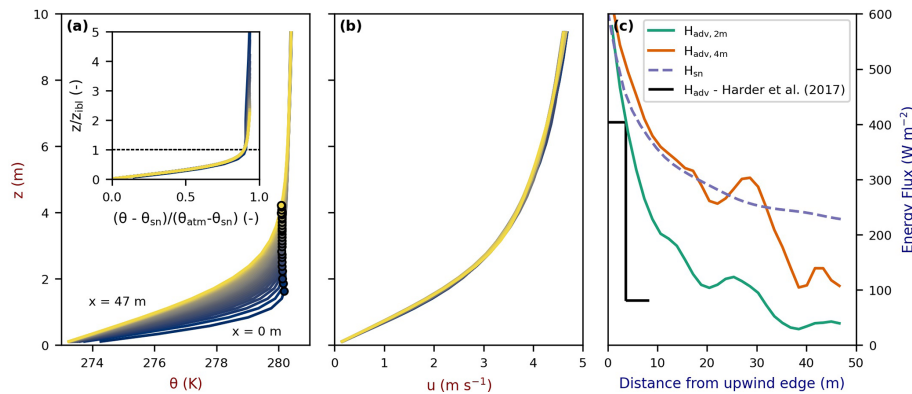 (a)
(b)
(c)
10
8
6
4
2
0
z (m)
5
4
3
2
1
0
z/z_ibl (-)
0.0 0.5 1.0
(θ - θ_sn)/(θ_atm-θ_sn) (-)
x = 47 m
x = 0 m
274 276 278 280
θ (K)
0 1 2 3 4 5
u (m s⁻¹)
H_adv, 2m
H_adv, 4m
H_sn
H_adv - Harder et al. (2017)
600
500
400
300
200
100
0
Energy Flux (W m⁻²)
0 10 20 30 40 50
Distance from upwind edge (m)